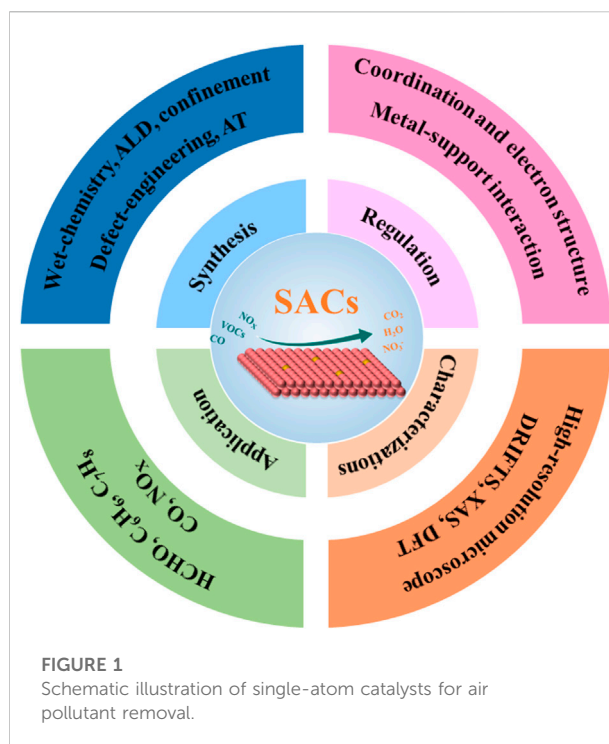 Wet-chemistry, ALD, confinement
Defect-engineering, AT
Synthesis
Coordination and electron structure
Metal-support interaction
Regulation
SACs
NOₓ
VOCs
CO
CO₂
H₂O
NO₃⁻
Application
CO, NOₓ
HCHO, C₆H₆, C₇H₈
Characterizations
High-resolution microscope
DRIFTS, XAS, DFT
FIGURE 1
Schematic illustration of single-atom catalysts for air
pollutant removal.